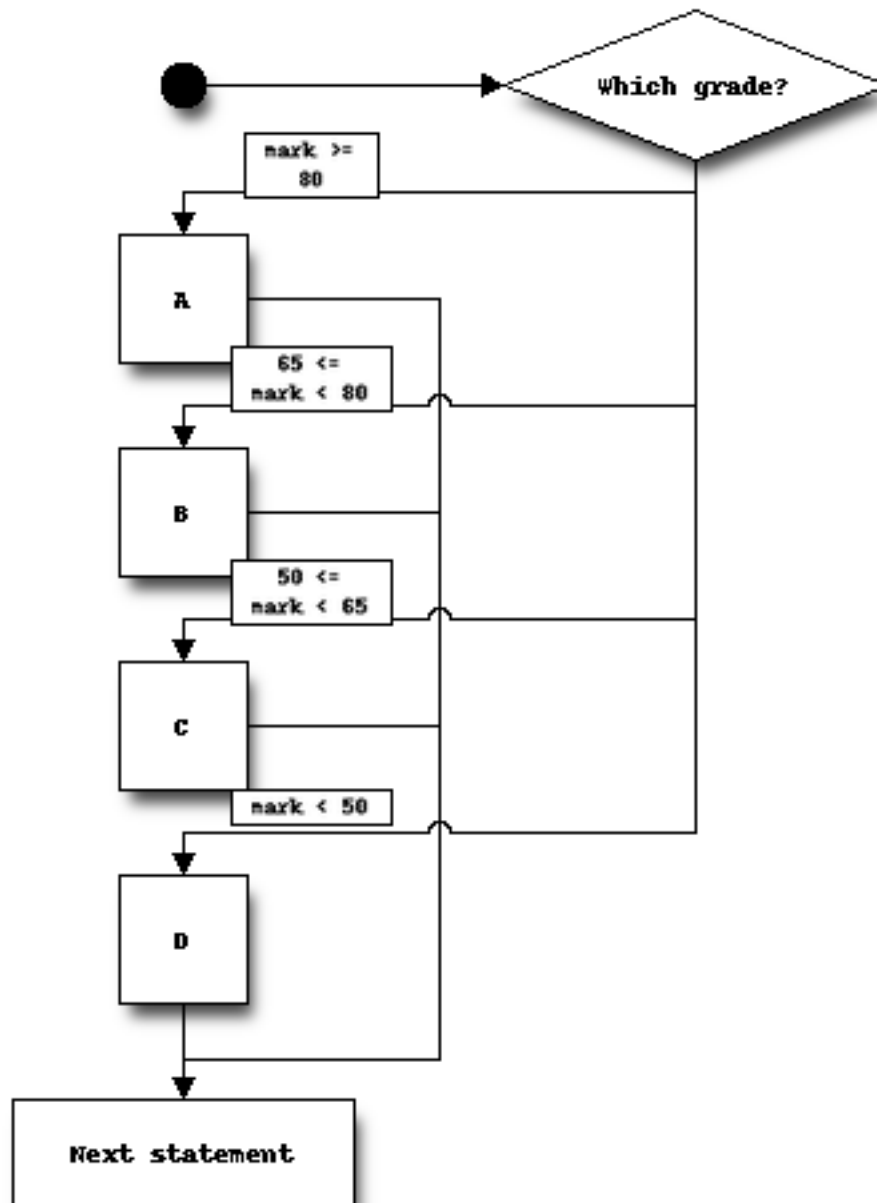 Which grade?
mark >=
80
A
65 <=
mark < 80
B
50 <=
mark < 65
C
mark < 50
D
Next statement